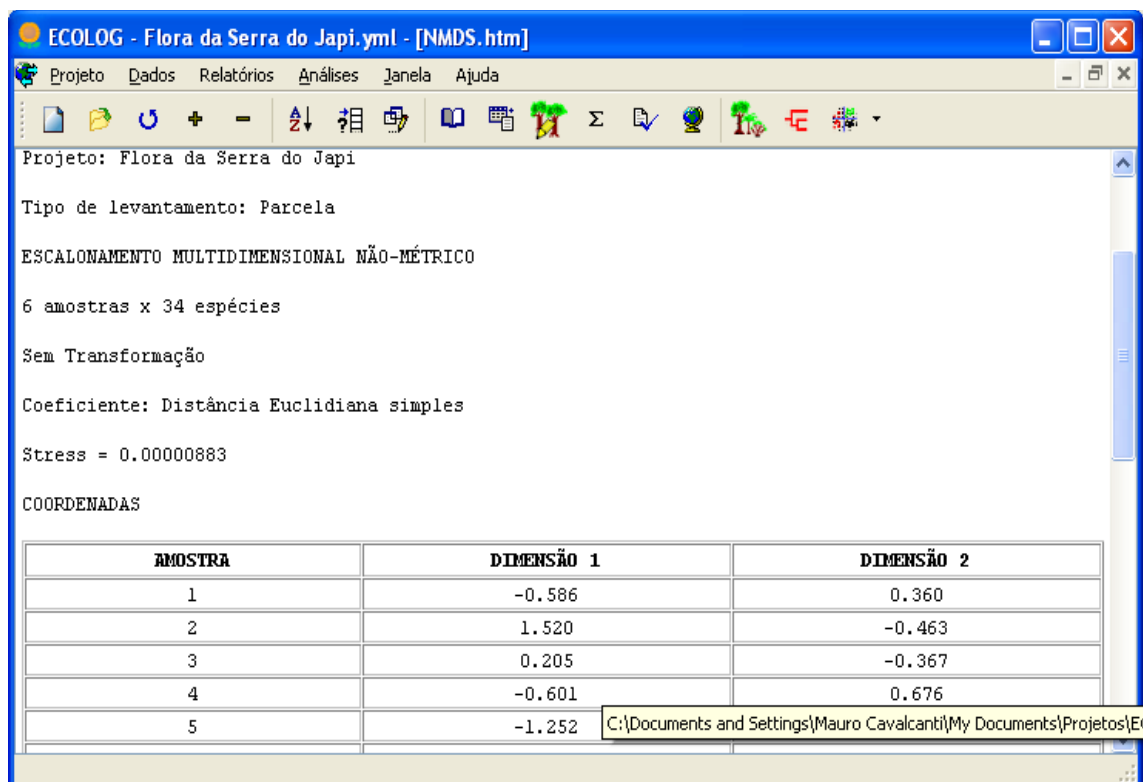 ECOLOG - Flora da Serra do Japi.yml - [NMDS.htm]
Projeto Dados Relatórios Análises Janela Ajuda
Projeto: Flora da Serra do Japi
Tipo de levantamento: Parcela
ESCALONAMENTO MULTIDIMENSIONAL NÃO-MÉTRICO
6 amostras x 34 espécies
Sem Transformação
Coeficiente: Distância Euclidiana simples
Stress = 0.00000883
COORDENADAS
AMOSTRA DIMENSÃO 1 DIMENSÃO 2
1 -0.586 0.360
2 1.520 -0.463
3 0.205 -0.367
4 -0.601 0.676
5 -1.252
C:\Documents and Settings\Mauro Cavalcanti\My Documents\Projetos\E